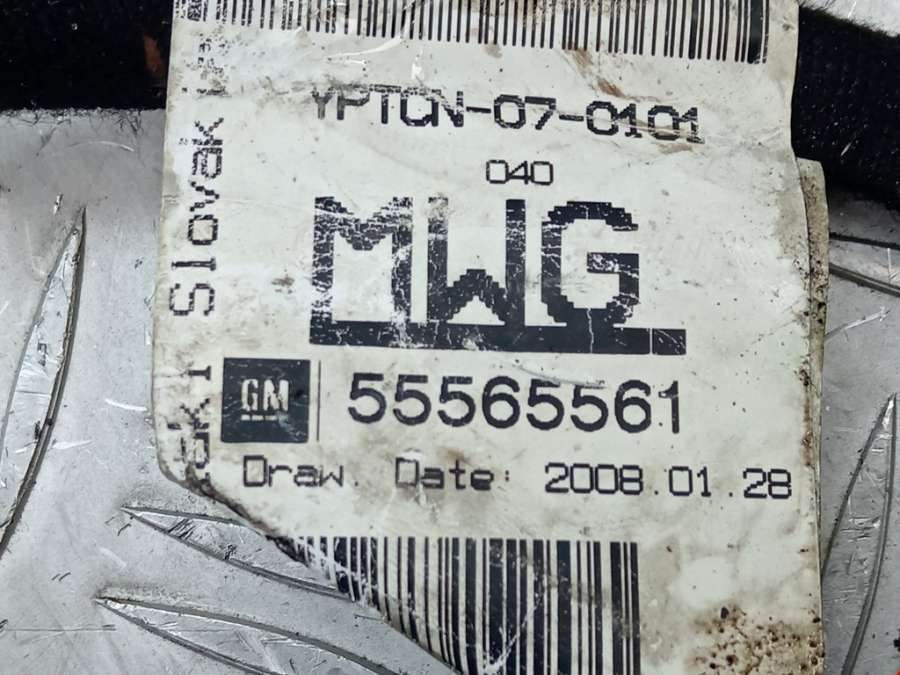 YPTCN-07-0101
040
MWG
GM 55565561
Draw. Date: 2008.01.28
Slovak